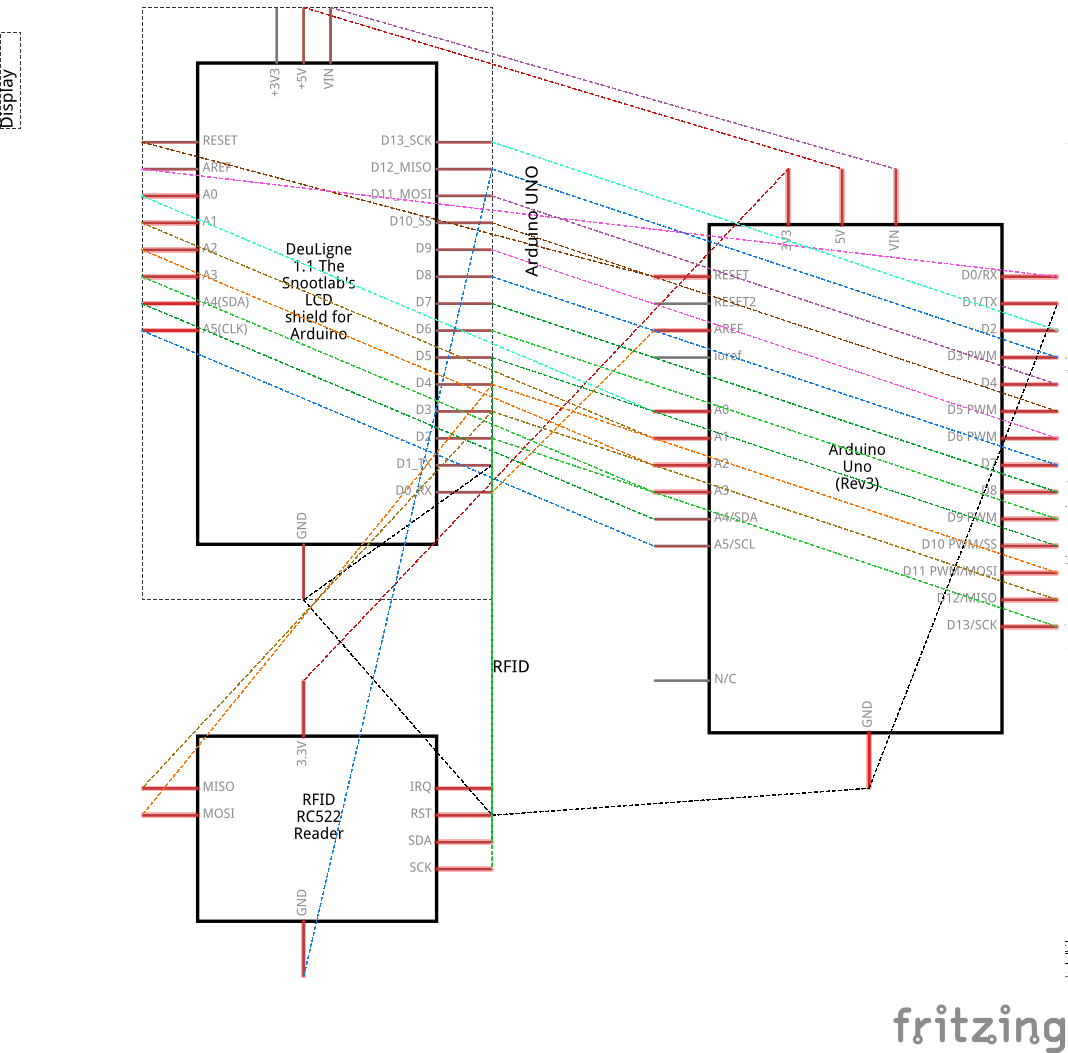 Display
+3V3
+5V
VIN
RESET
AREF
A0
A1
A2
A3
A4(SDA)
A5(CLK)
DeuLigne
1.1 The
Snootlab's
LCD
shield for
Arduino
D13_SCK
D12_MISO
D11_MOSI
D10_SS
D9
D8
D7
D6
D5
D4
D3
D2
D1_TX
D0_RX
GND
Arduino UNO
3V3
5V
VIN
RESET
RESET2
AREF
ioref
A0
A1
A2
A3
A4/SDA
A5/SCL
N/C
Arduino
Uno
(Rev3)
D0/RX
D1/TX
D2
D3 PWM
D4
D5 PWM
D6 PWM
D7
D8
D9 PWM
D10 PWM/SS
D11 PWM/MOSI
D12/MISO
D13/SCK
GND
RFID
3.3V
MISO
MOSI
RFID
RC522
Reader
IRQ
RST
SDA
SCK
GND
fritzing